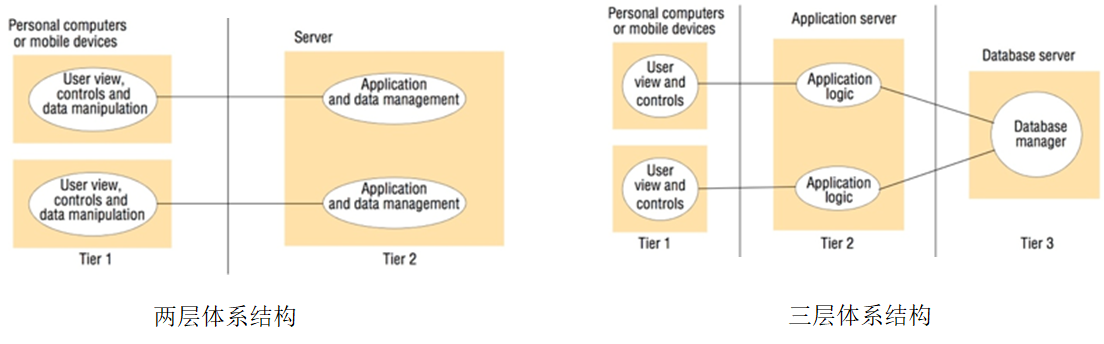 Personal computers
or mobile devices
Server
User view,
controls and
data manipulation
Application
and data management
User view,
controls and
data manipulation
Application
and data management
Tier 1
Tier 2
两层体系结构
Personal computers
or mobile devices
Application server
Database server
User
view and
controls
Application
logic
Database
manager
User
view and
controls
Application
logic
Tier 1
Tier 2
Tier 3
三层体系结构